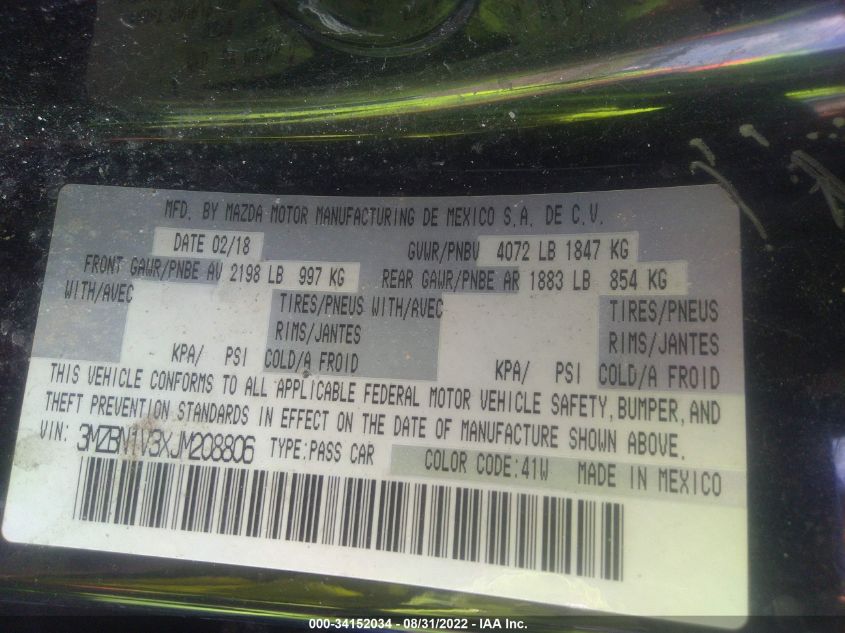 MFD. BY MAZDA MOTOR MANUFACTURING DE MEXICO S.A. DE C.V.
DATE 02/18 GVWR/PNBV 4072 LB 1847 KG
FRONT GAWR/PNBE AV 2198 LB 997 KG REAR GAWR/PNBE AR 1883 LB 854 KG
WITH/AVEC TIRES/PNEUS WITH/AVEC TIRES/PNEUS
RIMS/JANTES RIMS/JANTES
KPA/ PSI COLD/A FROID KPA/ PSI COLD/A FROID
THIS VEHICLE CONFORMS TO ALL APPLICABLE FEDERAL MOTOR VEHICLE SAFETY, BUMPER, AND
THEFT PREVENTION STANDARDS IN EFFECT ON THE DATE OF MANUFACTURE SHOWN ABOVE.
VIN: 3MZBN1V3XJM208806 TYPE:PASS CAR COLOR CODE:41W MADE IN MEXICO
000-34152034 - 08/31/2022 - IAA Inc.